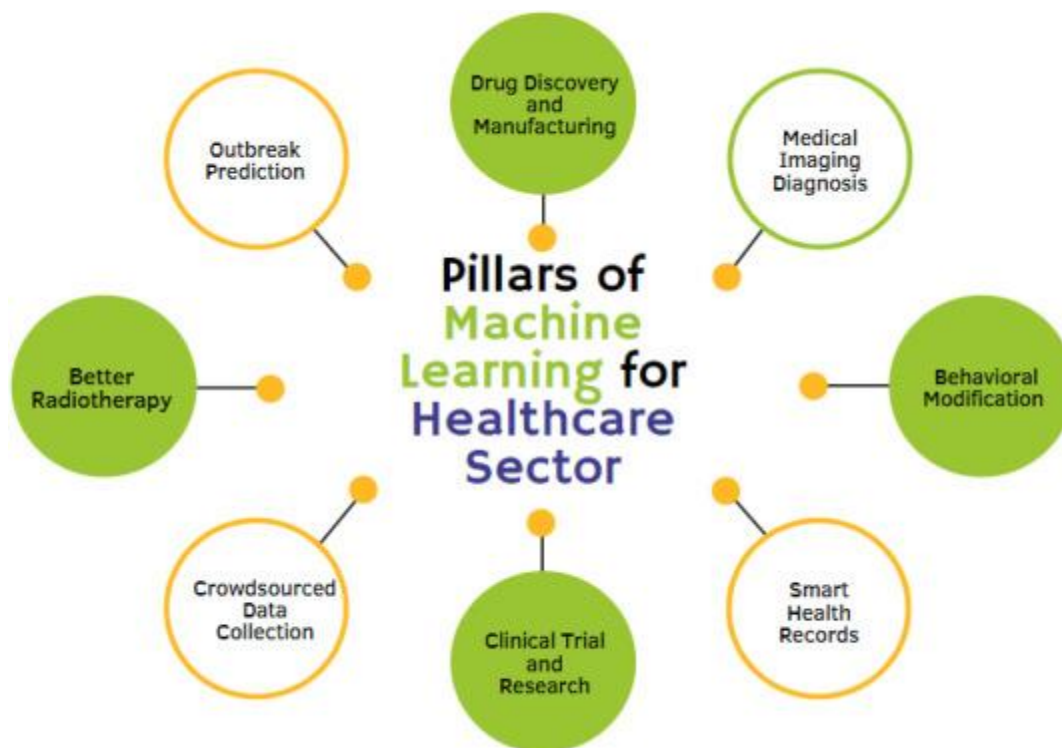 Drug Discovery
and
Manufacturing
Outbreak
Prediction
Medical
Imaging
Diagnosis
Pillars of
Machine
Learning for
Healthcare
Sector
Better
Radiotherapy
Behavioral
Modification
Crowdsourced
Data
Collection
Clinical Trial
and
Research
Smart
Health
Records